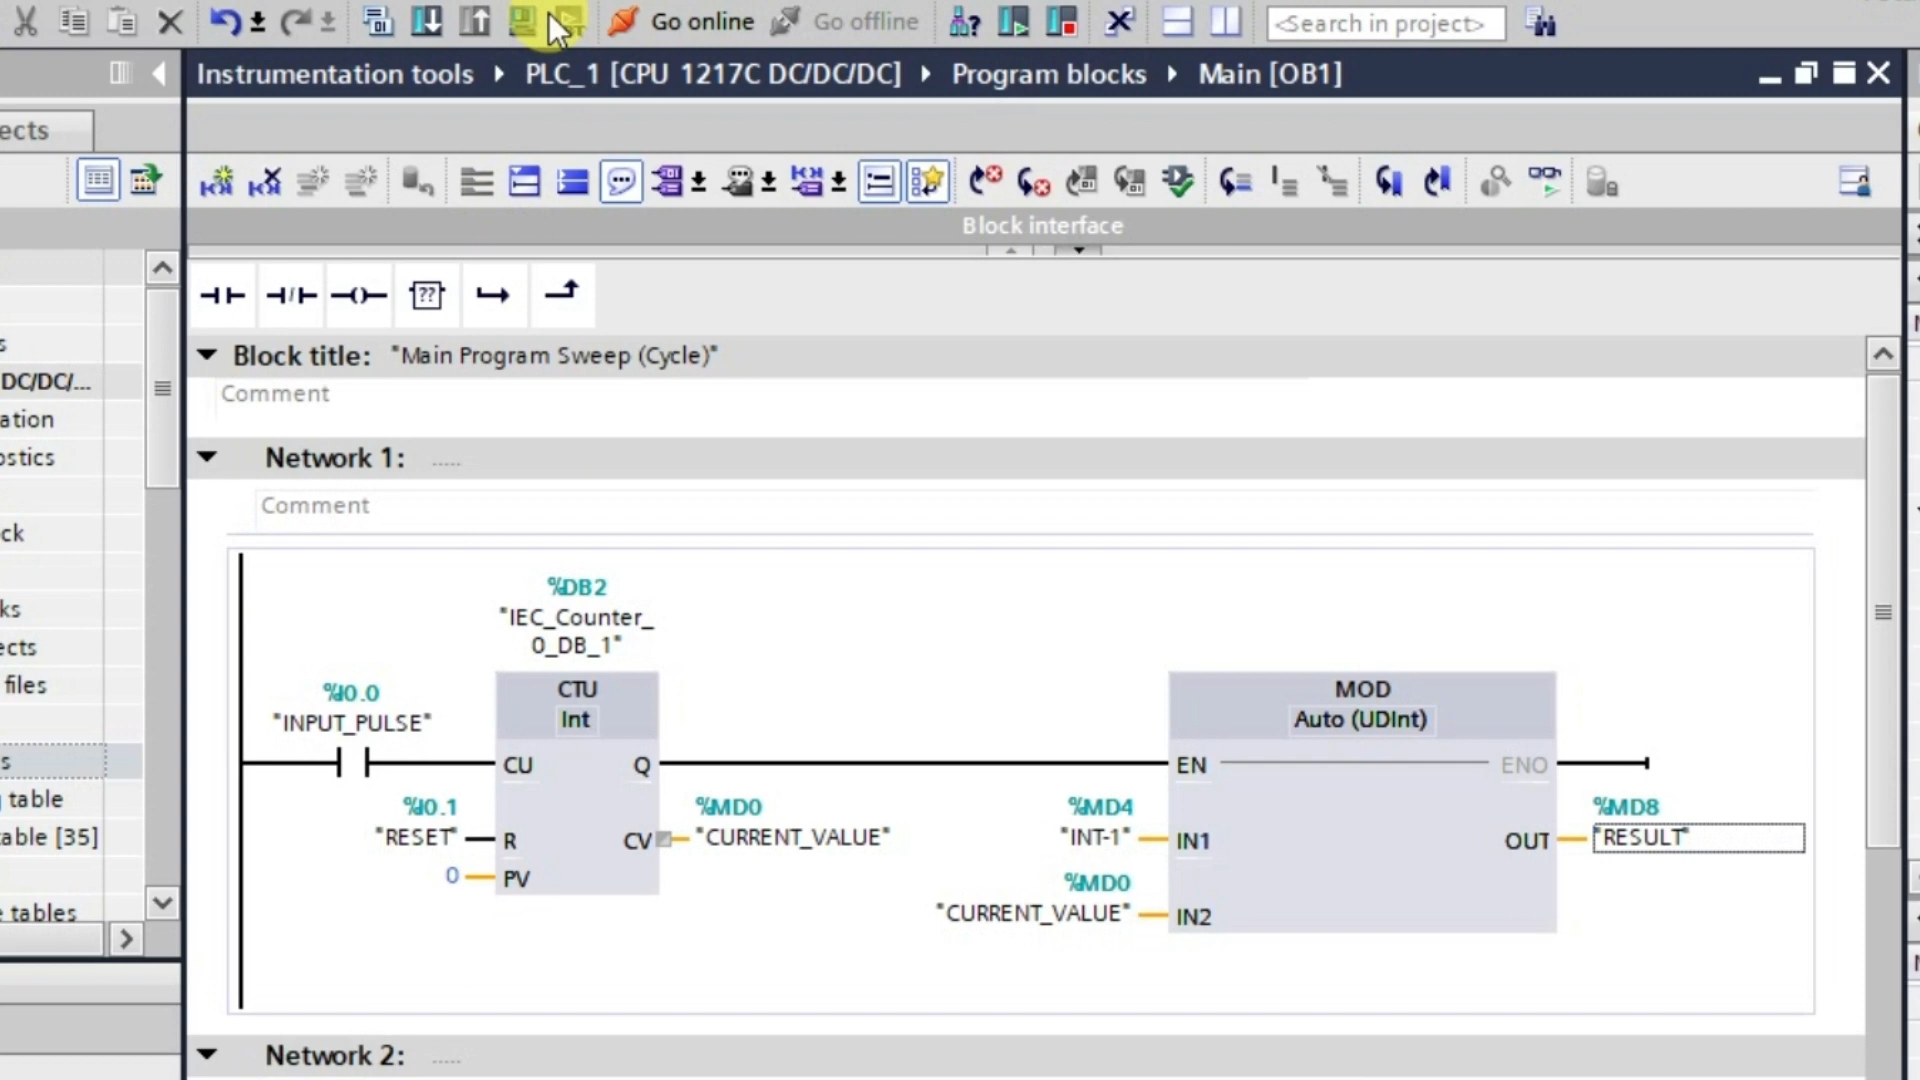 Go online
Go offline
<Search in project>
Instrumentation tools
PLC_1 [CPU 1217C DC/DC/DC]
Program blocks
Main [OB1]
ects
Block interface
??
Block title:
"Main Program Sweep (Cycle)"
Comment
s
DC/DC/...
ation
ostics
ck
ks
ects
files
s
table
able [35]
e tables
Network 1:
.....
Comment
%DB2
"IEC_Counter_
0_DB_1"
%I0.0
"INPUT_PULSE"
CTU
Int
MOD
Auto (UDInt)
CU
Q
EN
ENO
%I0.1
"RESET"
R
CV
%MD0
"CURRENT_VALUE"
%MD4
"INT-1"
IN1
OUT
%MD8
"RESULT"
0
PV
%MD0
"CURRENT_VALUE"
IN2
Network 2:
.....